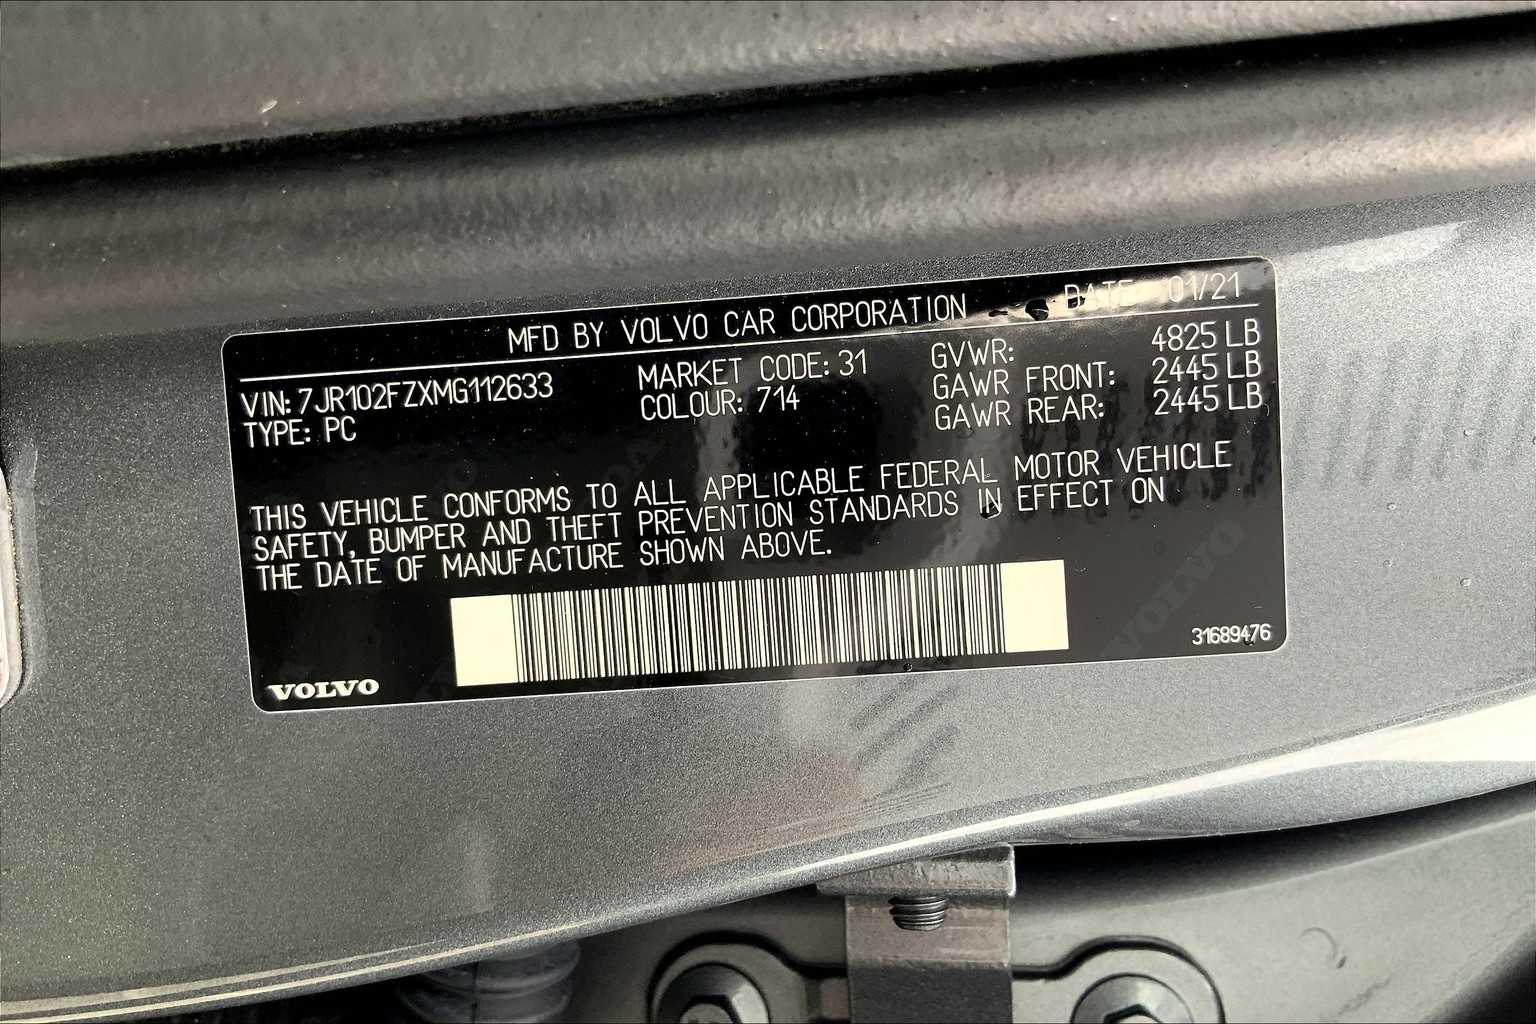 MFD BY VOLVO CAR CORPORATION DATE 01/21
VIN: 7JR102FZXMG112633 MARKET CODE: 31 GVWR: 4825 LB
TYPE: PC COLOUR: 714 GAWR FRONT: 2445 LB
GAWR REAR: 2445 LB
THIS VEHICLE CONFORMS TO ALL APPLICABLE FEDERAL MOTOR VEHICLE
SAFETY, BUMPER AND THEFT PREVENTION STANDARDS IN EFFECT ON
THE DATE OF MANUFACTURE SHOWN ABOVE.
VOLVO
31689476